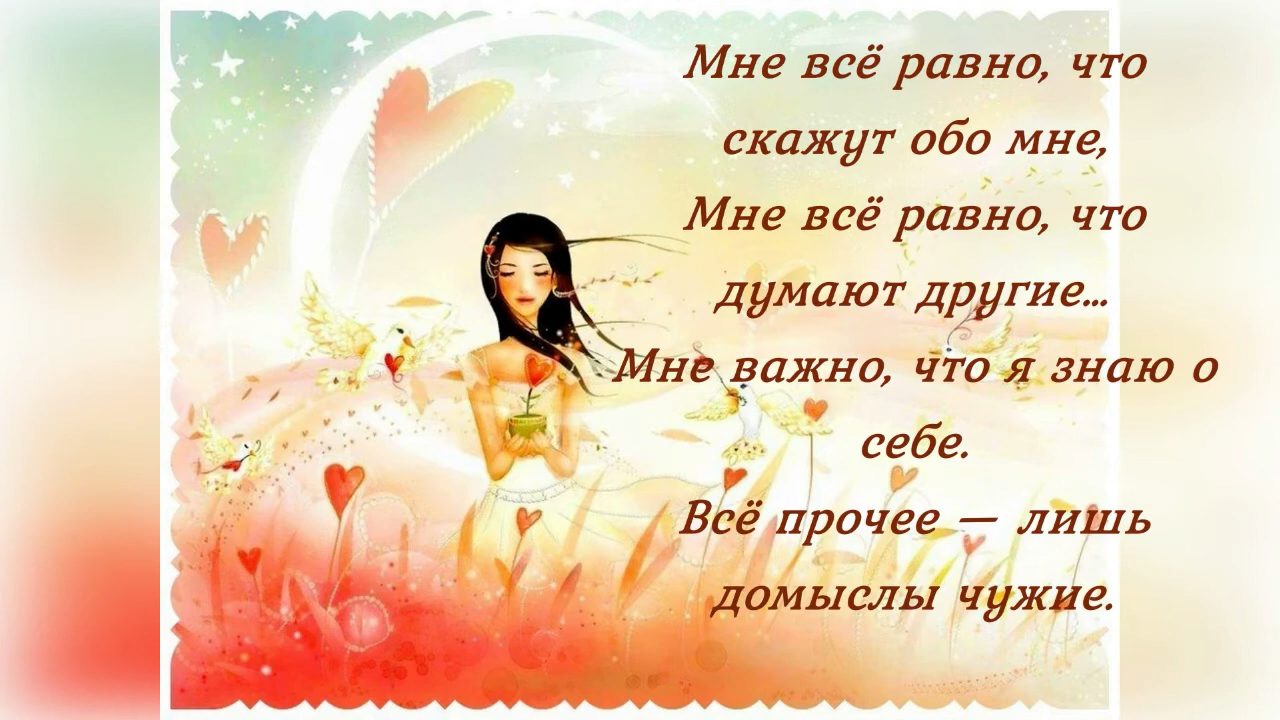 Мне всё равно, что
скажут обо мне,
Мне всё равно, что
думают другие...
Мне важно, что я знаю о
себе.
Всё прочее — лишь
домыслы чужие.